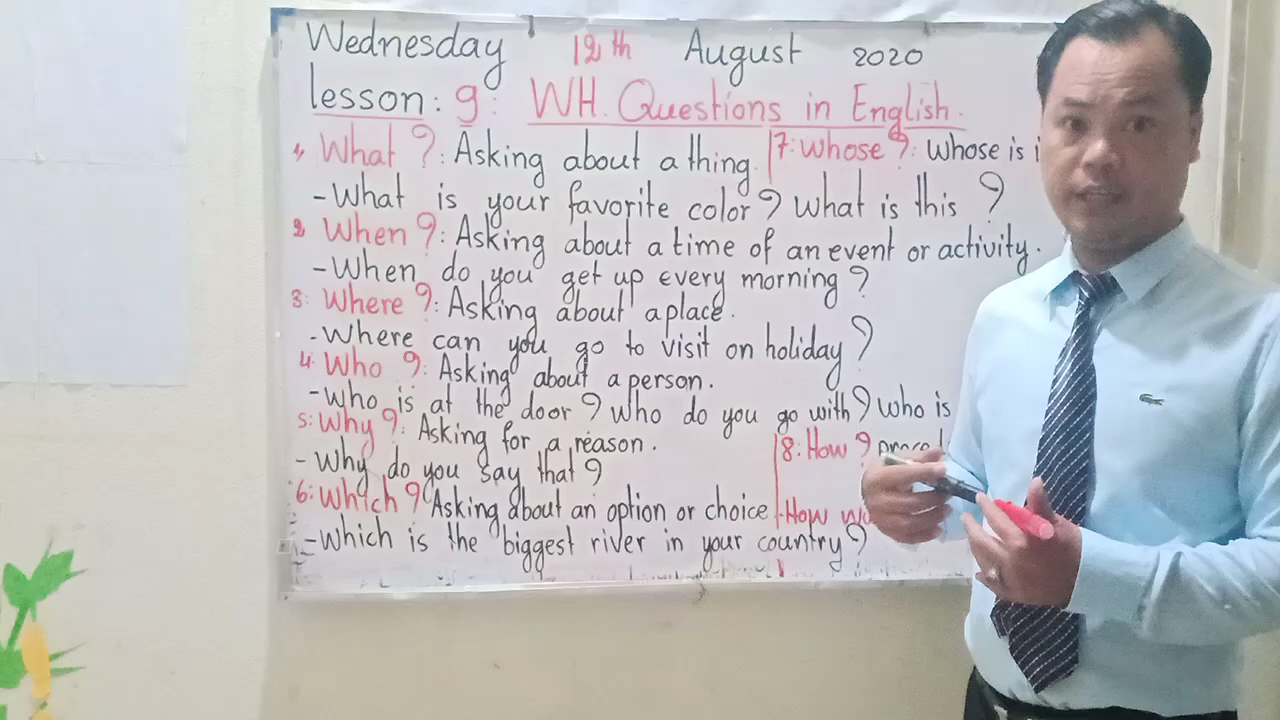 Wednesday 12th August 2020
lesson: 9: WH. Questions in English.
1, What ?: Asking about a thing.
7: Whose ?: Whose is
- What is your favorite color ? What is this ?
2, When ?: Asking about a time of an event or activity.
- When do you get up every morning ?
3: Where ?: Asking about a place.
- Where can you go to visit on holiday ?
4: Who ?: Asking about a person.
- Who is at the door ? Who do you go with ? Who is
5: Why ?: Asking for a reason.
8: How ?
- Why do you say that ?
6: Which ? Asking about an option or choice
- How
- Which is the biggest river in your country ?